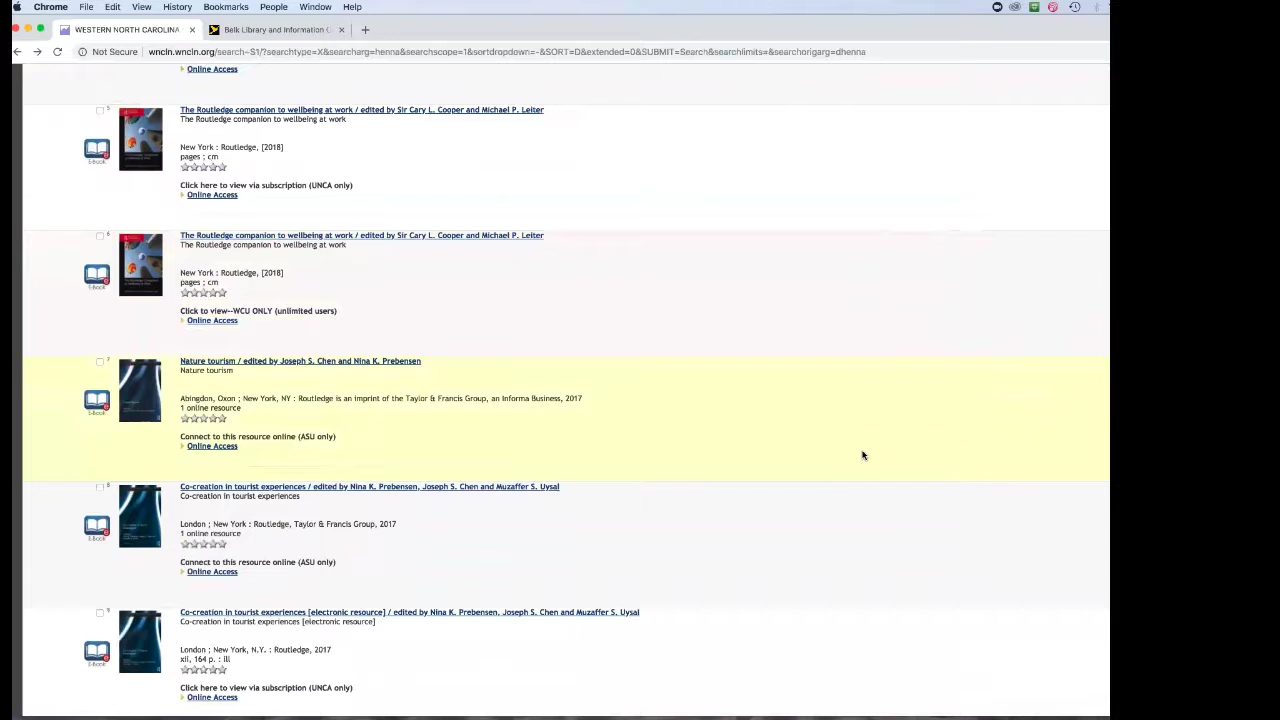 Chrome File Edit View History Bookmarks People Window Help
WESTERN NORTH CAROLINA Belk Library and Information C
Not Secure wncln.wncln.org/search~S1/?searchtype=X&searcharg=henna&searchscope=1&sortdropdown=-&SORT=D&extended=0&SUBMIT=Search&searchlimits=&searchorigarg=dhenna
Online Access
5 The Routledge companion to wellbeing at work / edited by Sir Cary L. Cooper and Michael P. Leiter
The Routledge companion to wellbeing at work
New York : Routledge, [2018]
E-Book pages ; cm
Click here to view via subscription (UNCA only)
Online Access
6 The Routledge companion to wellbeing at work / edited by Sir Cary L. Cooper and Michael P. Leiter
The Routledge companion to wellbeing at work
New York : Routledge, [2018]
E-Book pages ; cm
Click to view--WCU ONLY (unlimited users)
Online Access
7 Nature tourism / edited by Joseph S. Chen and Nina K. Prebensen
Nature tourism
Abingdon, Oxon ; New York, NY : Routledge is an imprint of the Taylor & Francis Group, an Informa Business, 2017
E-Book 1 online resource
Connect to this resource online (ASU only)
Online Access
8 Co-creation in tourist experiences / edited by Nina K. Prebensen, Joseph S. Chen and Muzaffer S. Uysal
Co-creation in tourist experiences
London ; New York : Routledge, Taylor & Francis Group, 2017
E-Book 1 online resource
Connect to this resource online (ASU only)
Online Access
9 Co-creation in tourist experiences [electronic resource] / edited by Nina K. Prebensen, Joseph S. Chen and Muzaffer S. Uysal
Co-creation in tourist experiences [electronic resource]
London ; New York, N.Y. : Routledge, 2017
E-Book xii, 164 p. : ill
Click here to view via subscription (UNCA only)
Online Access